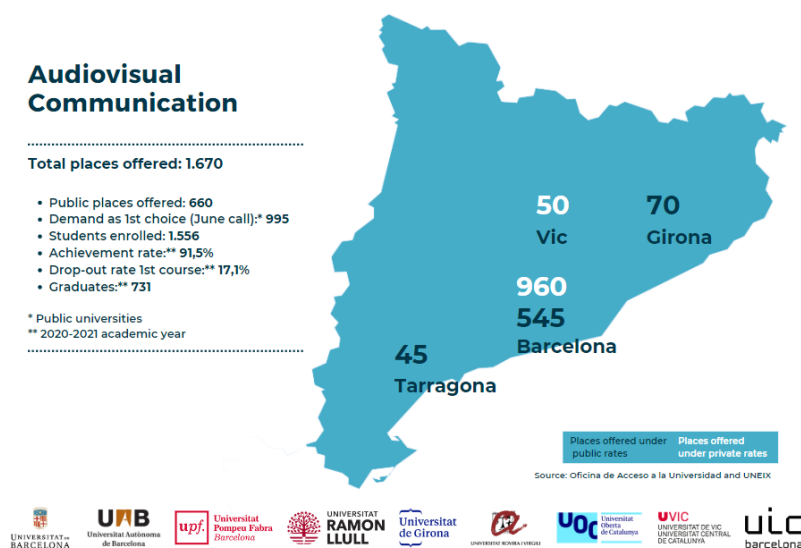 Audiovisual
Communication
Total places offered: 1.670
• Public places offered: 660
• Demand as 1st choice (June call):* 995
• Students enrolled: 1.556
• Achievement rate:** 91,5%
• Drop-out rate 1st course:** 17,1%
• Graduates:** 731
* Public universities
** 2020-2021 academic year
50
Vic
70
Girona
960
545
Barcelona
45
Tarragona
Places offered under
public rates
Places offered
under private rates
Source: Oficina de Acceso a la Universidad and UNEIX
UNIVERSITAT DE
BARCELONA
UAB
Universitat Autònoma
de Barcelona
upf.
Universitat
Pompeu Fabra
Barcelona
UNIVERSITAT
RAMON
LLULL
Universitat
de Girona
UNIVERSITAT ROVIRA I VIRGILI
UOC
Universitat
Oberta
de Catalunya
UVIC
UNIVERSITAT DE VIC
UNIVERSITAT CENTRAL
DE CATALUNYA
uic
barcelona